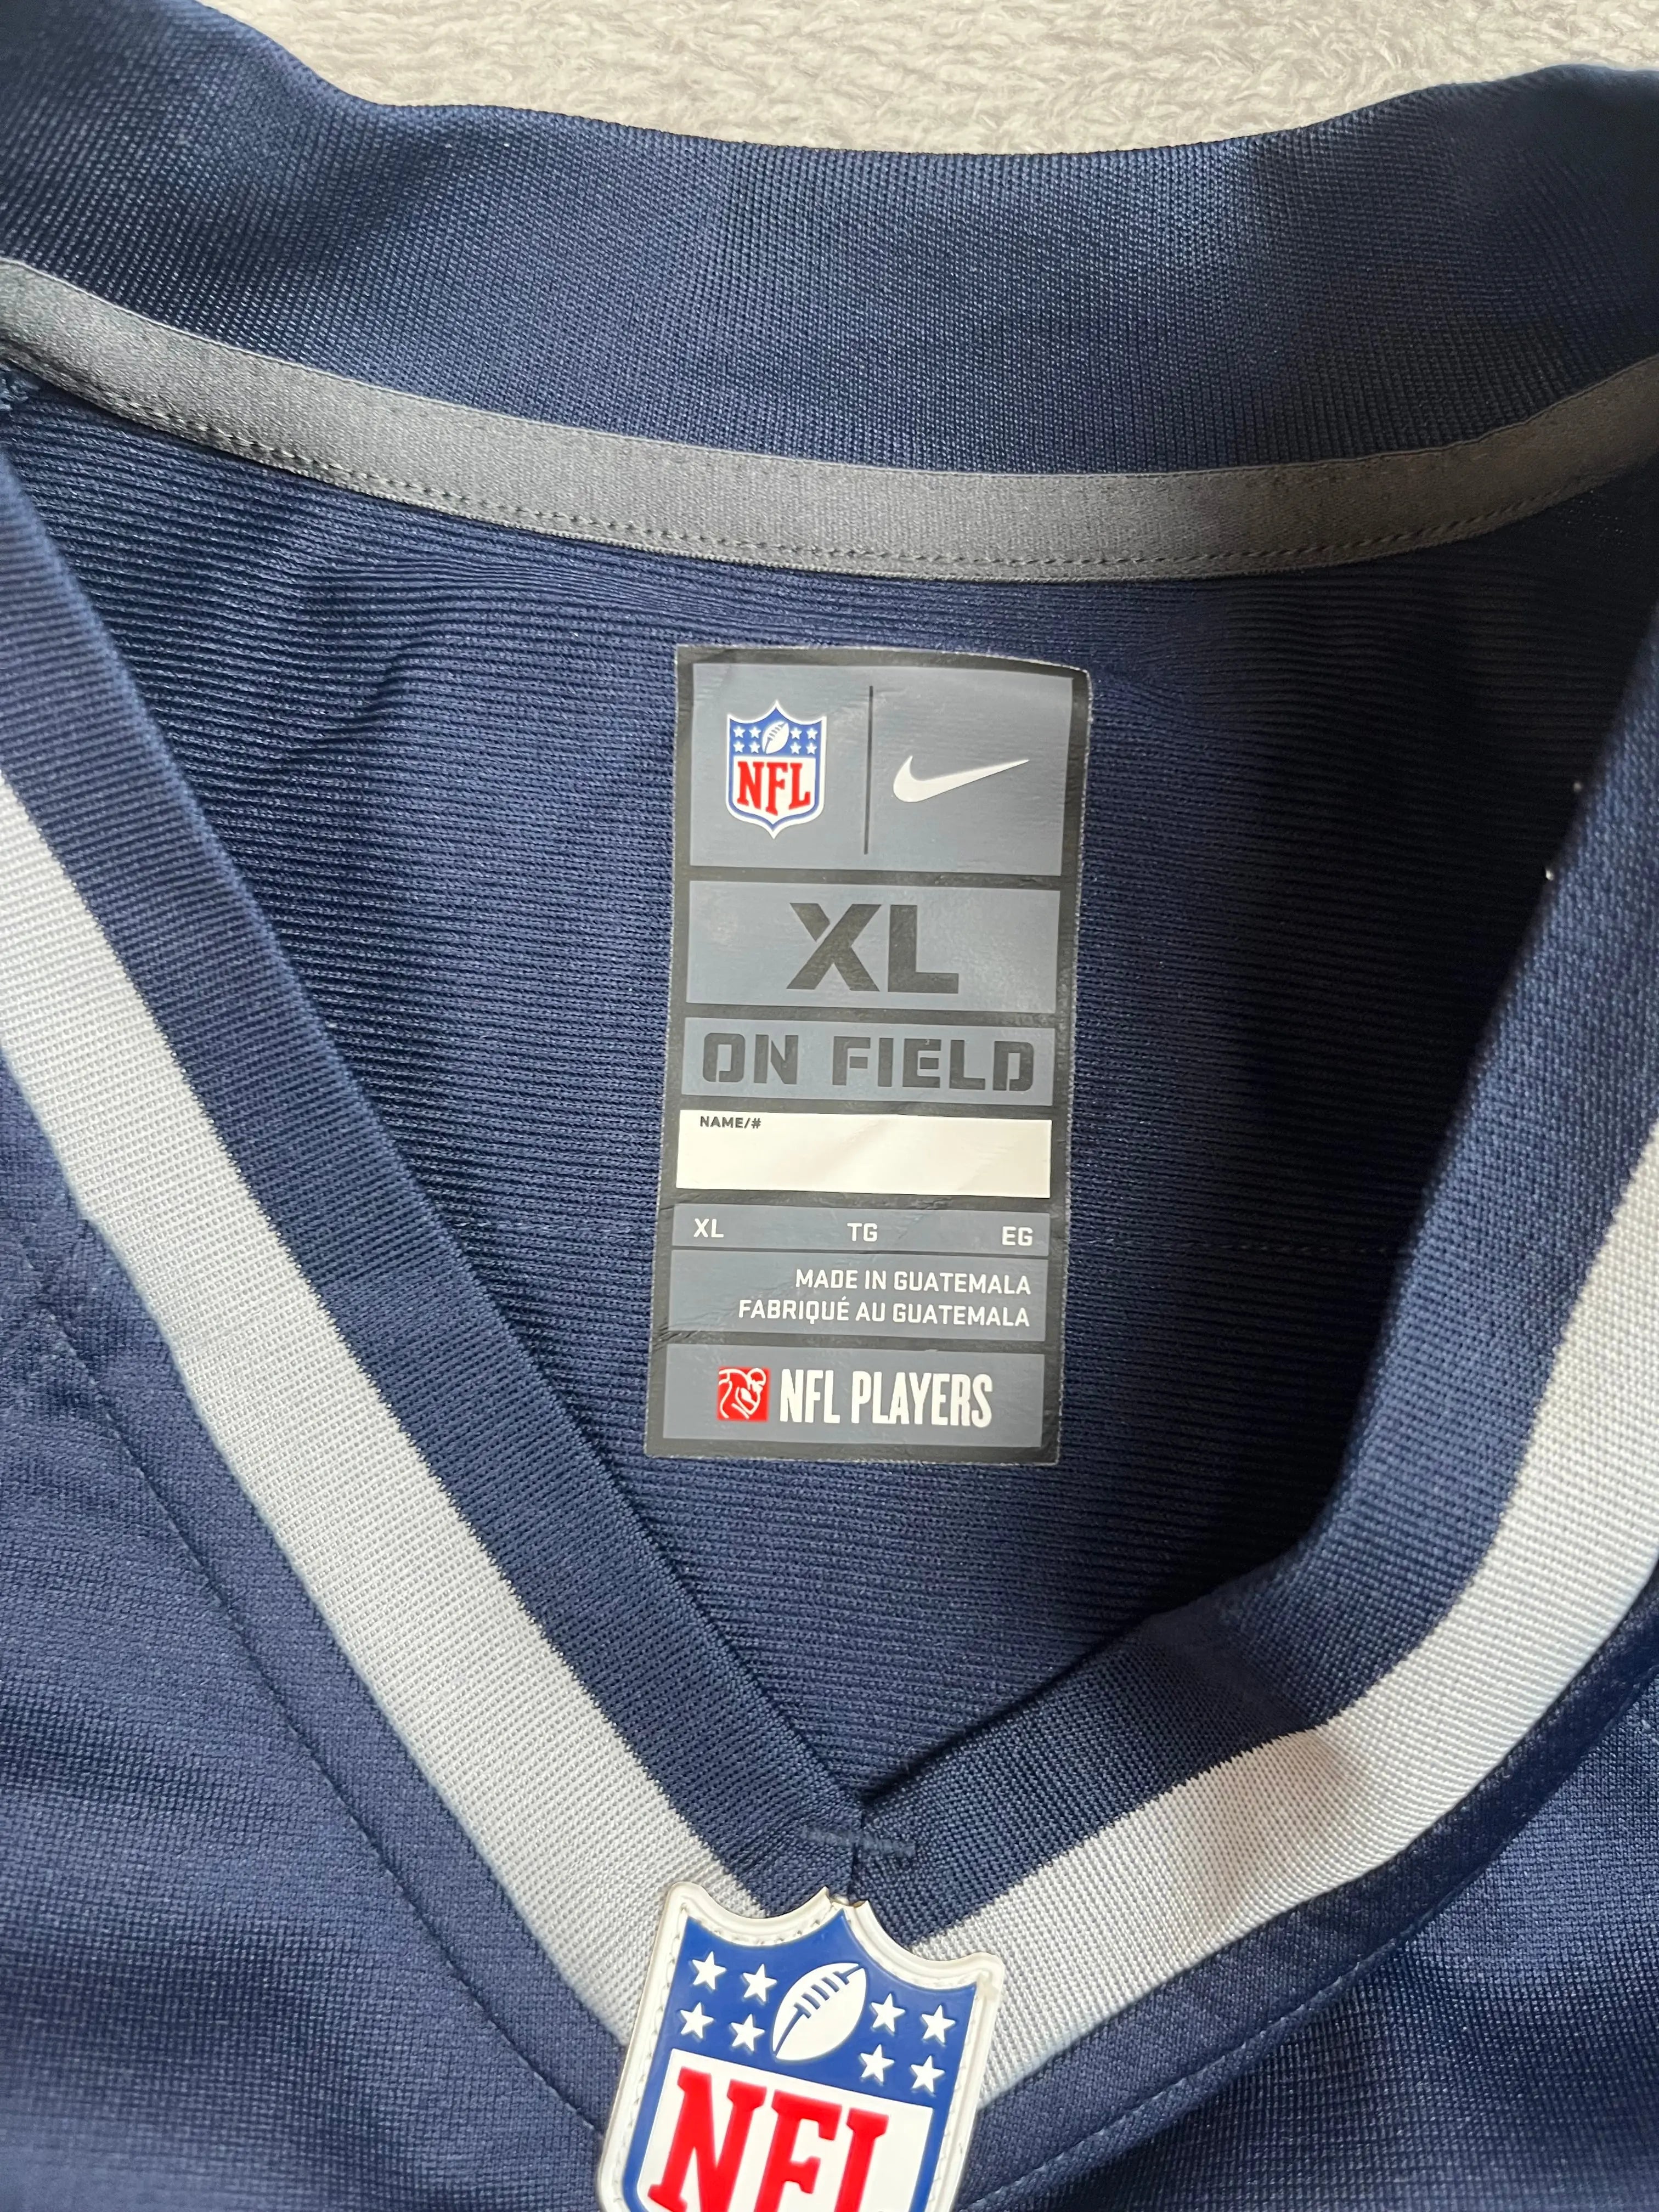 NFL
XL
ON FIELD
NAME/#
XL TG EG
MADE IN GUATEMALA
FABRIQUÉ AU GUATEMALA
NFL PLAYERS
NFL